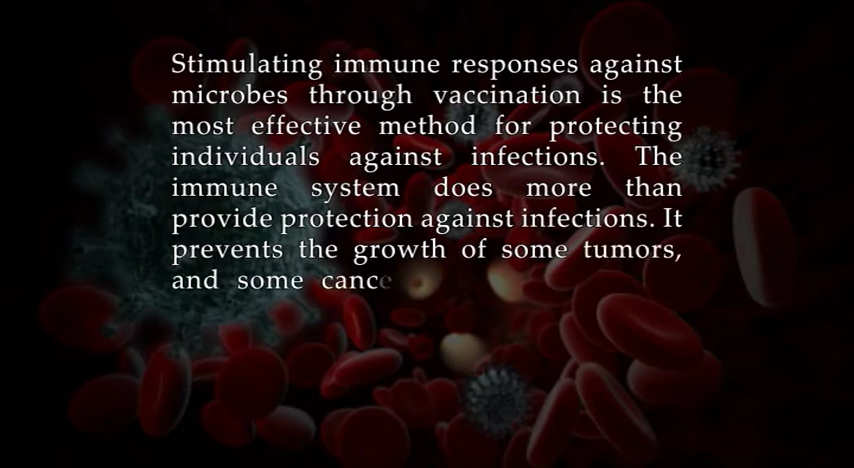 Stimulating immune responses against
microbes through vaccination is the
most effective method for protecting
individuals against infections. The
immune system does more than
provide protection against infections. It
prevents the growth of some tumors,
and some cance